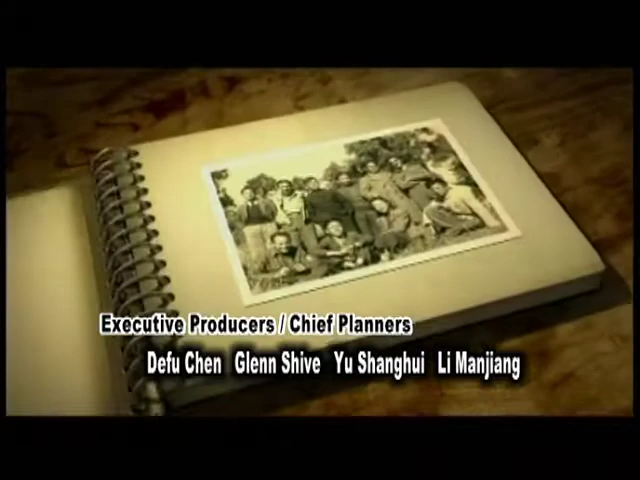 Executive Producers / Chief Planners
Defu Chen Glenn Shive Yu Shanghui Li Manjiang